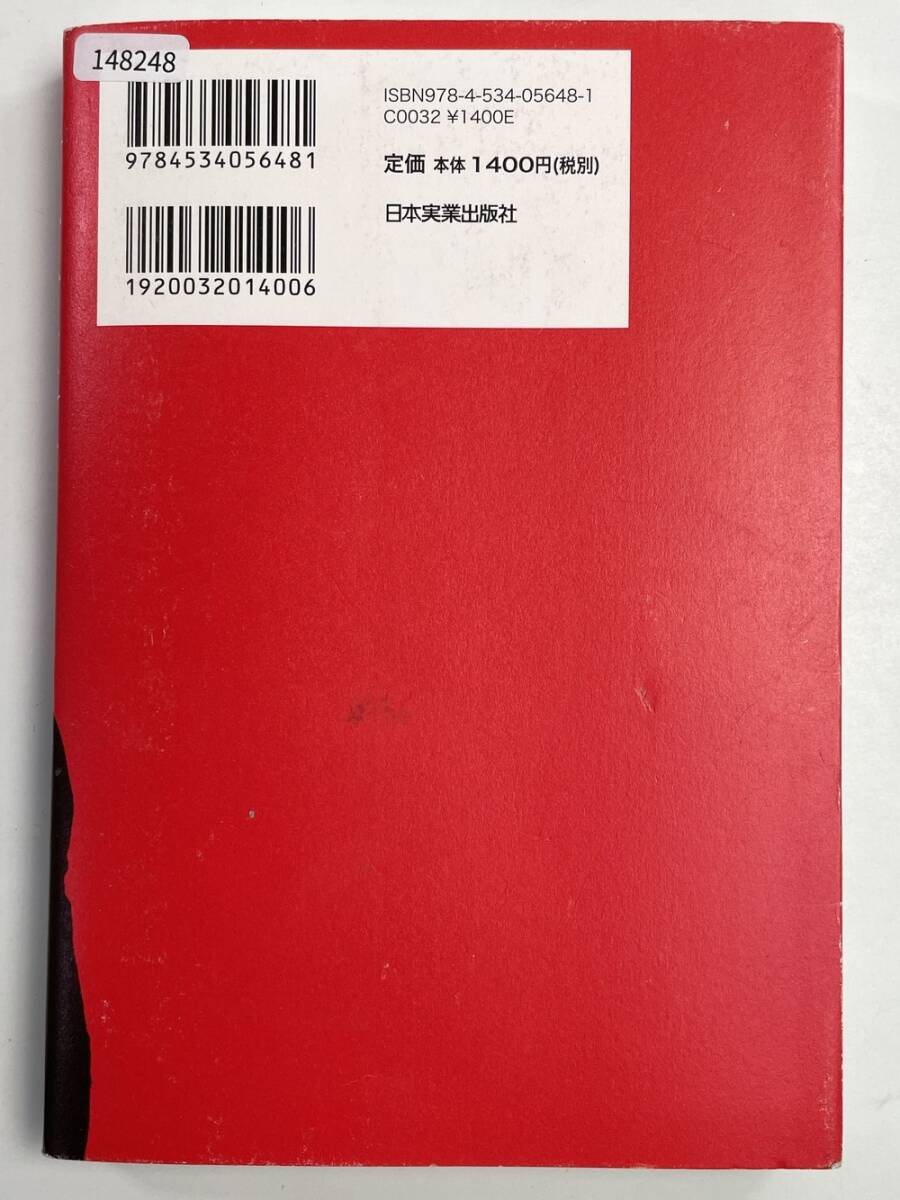 148248
ISBN978-4-534-05648-1
C0032 ¥1400E
9784534056481
定価 本体1400円(税別)
日本実業出版社
1920032014006